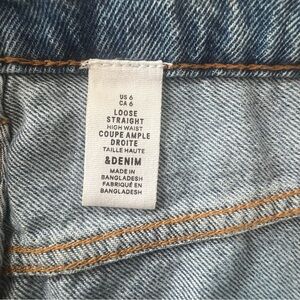 US 6
CA 6
LOOSE
STRAIGHT
HIGH WAIST
COUPE AMPLE
DROITE
TAILLE HAUTE
&DENIM
MADE IN
BANGLADESH
FABRIQUÉ EN
BANGLADESH